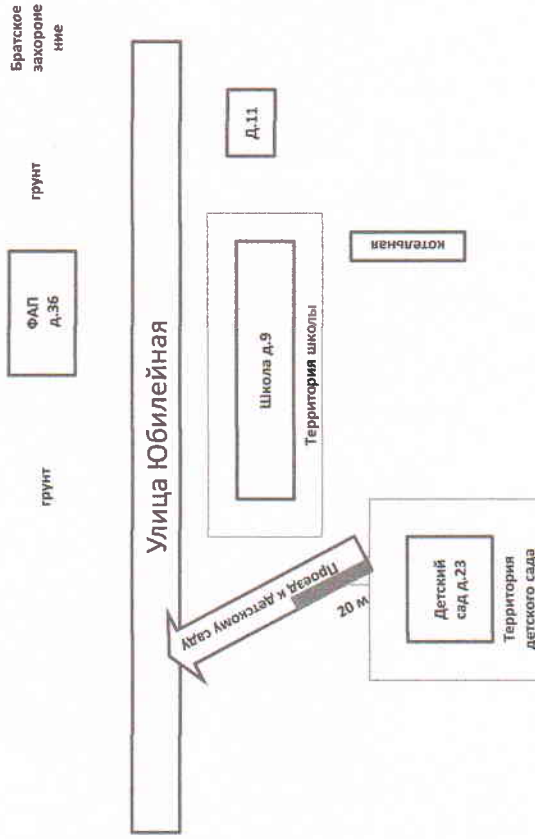 Братское
захороне
ние
грунт
ФАП
д.36
грунт
Улица Юбилейная
Д.11
Школа д.9
Территория школы
котельная
Проезд к детскому саду
20 м
Детский
сад д.23
Территория
детского сада